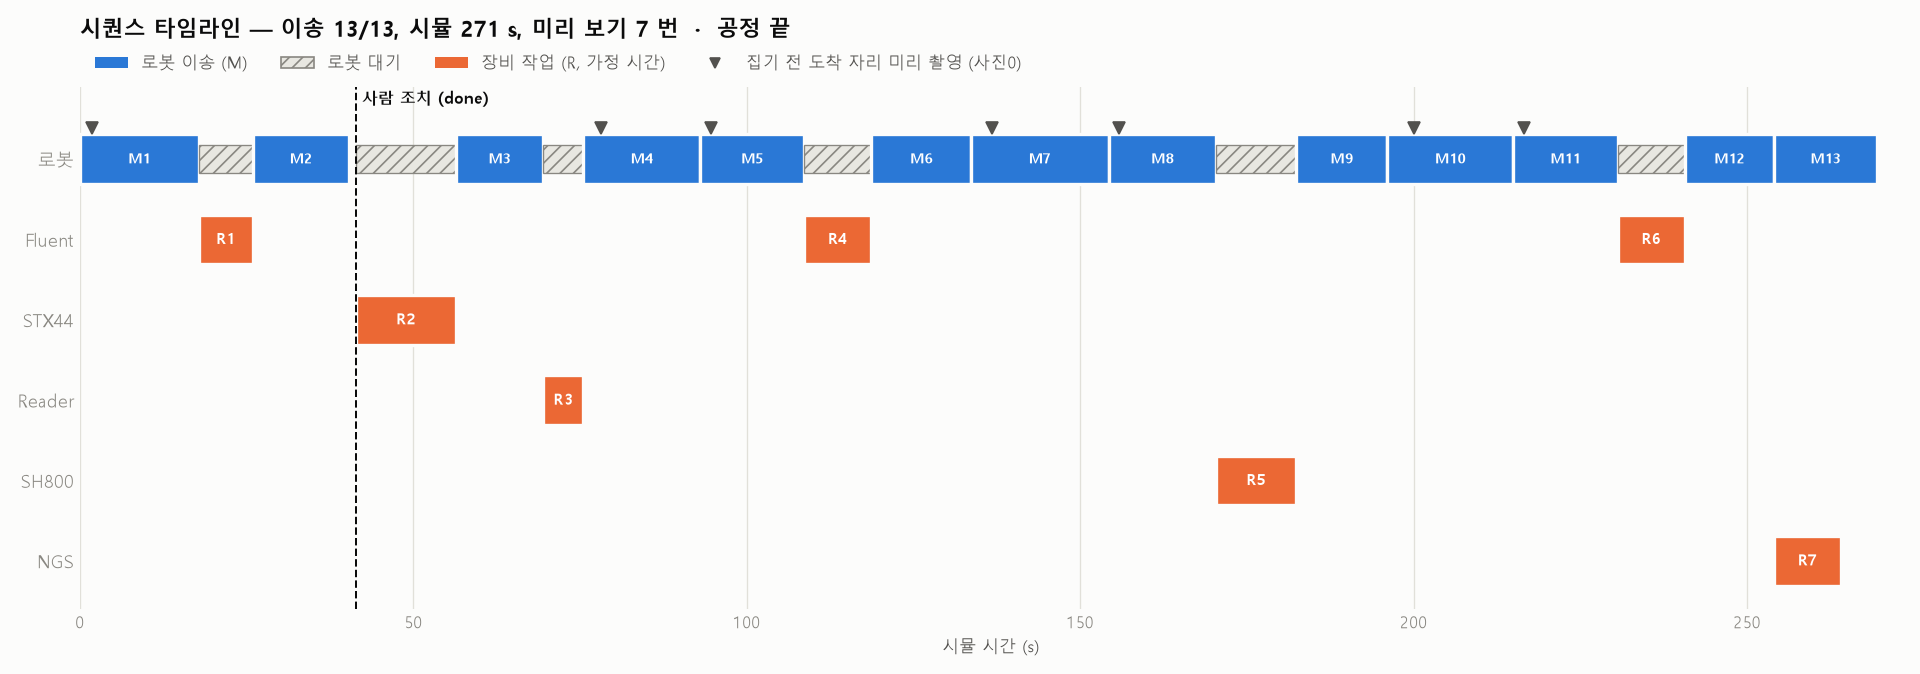 시퀀스 타임라인 — 이송 13/13, 시뮬 271 s, 미리 보기 7 번 · 공정 끝
로봇 이송 (M) 로봇 대기 장비 작업 (R, 가정 시간) 집기 전 도착 자리 미리 촬영 (사진0)
사람 조치 (done)
로봇 M1 M2 M3 M4 M5 M6 M7 M8 M9 M10 M11 M12 M13
Fluent R1 R4 R6
STX44 R2
Reader R3
SH800 R5
NGS R7
0 50 100 150 200 250
시뮬 시간 (s)